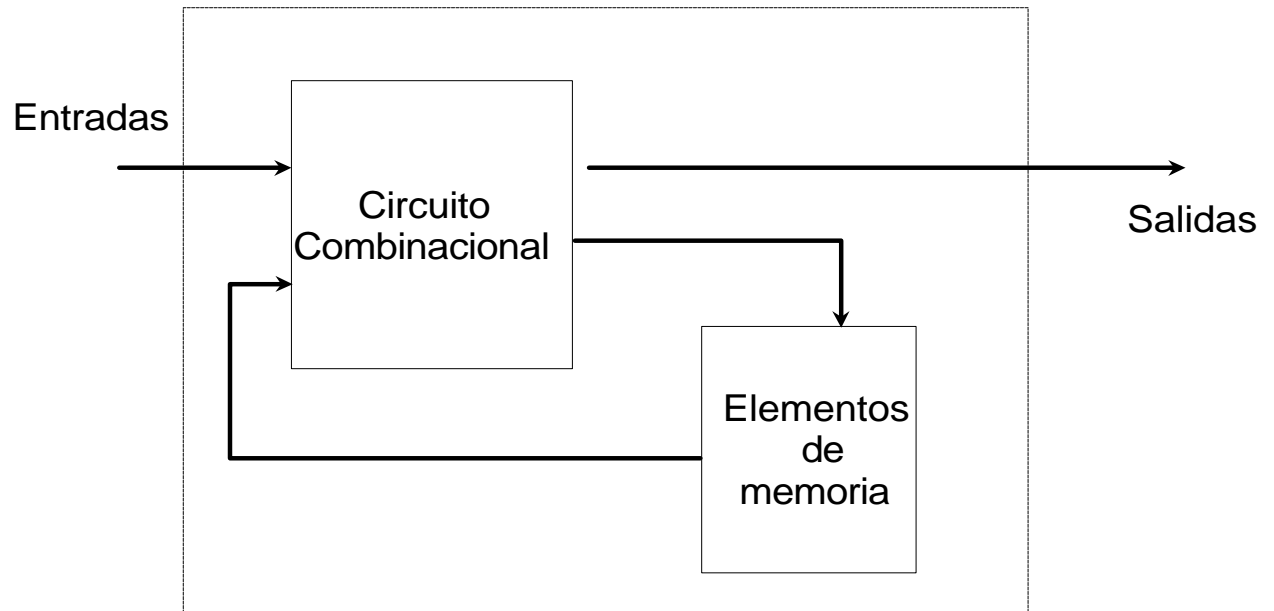 Entradas
Circuito
Combinacional
Salidas
Elementos
de
memoria